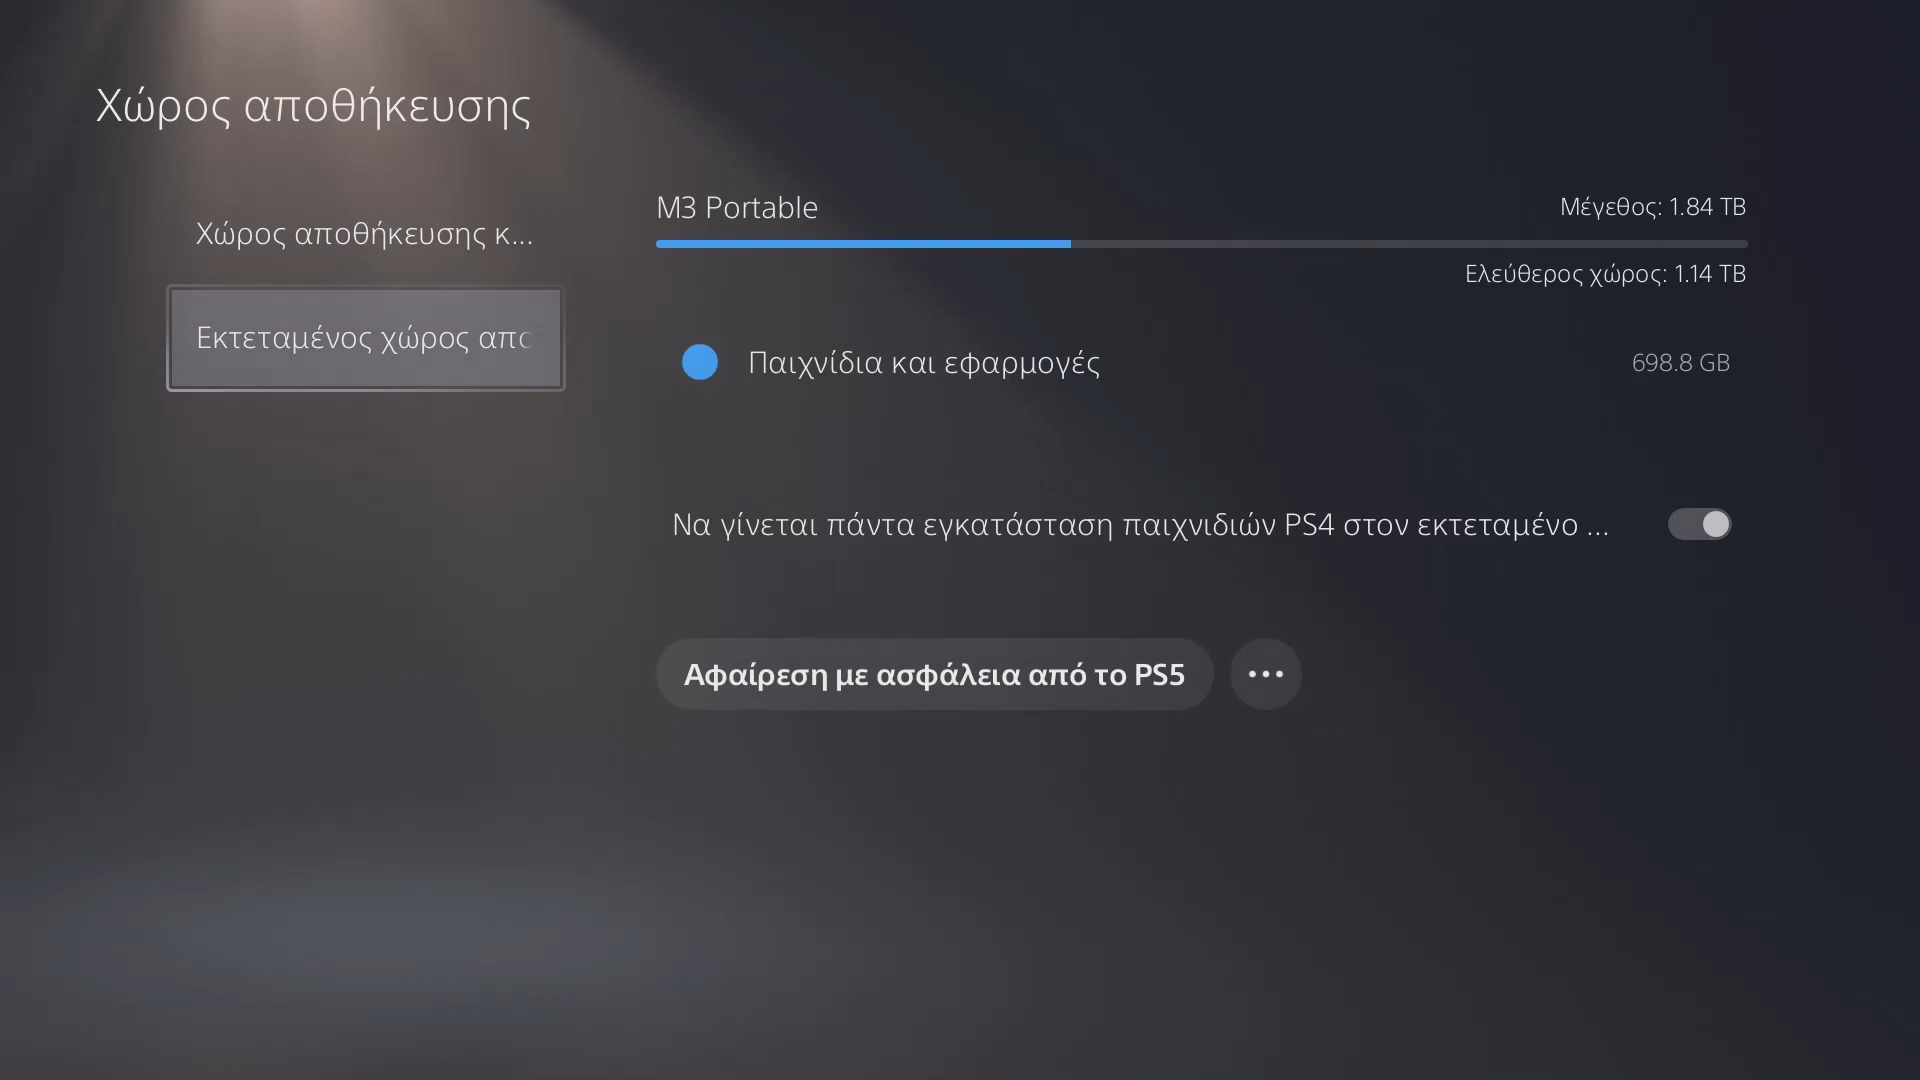 Χώρος αποθήκευσης
Χώρος αποθήκευσης κ...
Εκτεταμένος χώρος απο
M3 Portable
Μέγεθος: 1.84 TB
Ελεύθερος χώρος: 1.14 TB
Παιχνίδια και εφαρμογές
698.8 GB
Να γίνεται πάντα εγκατάσταση παιχνιδιών PS4 στον εκτεταμένο ...
Αφαίρεση με ασφάλεια από το PS5